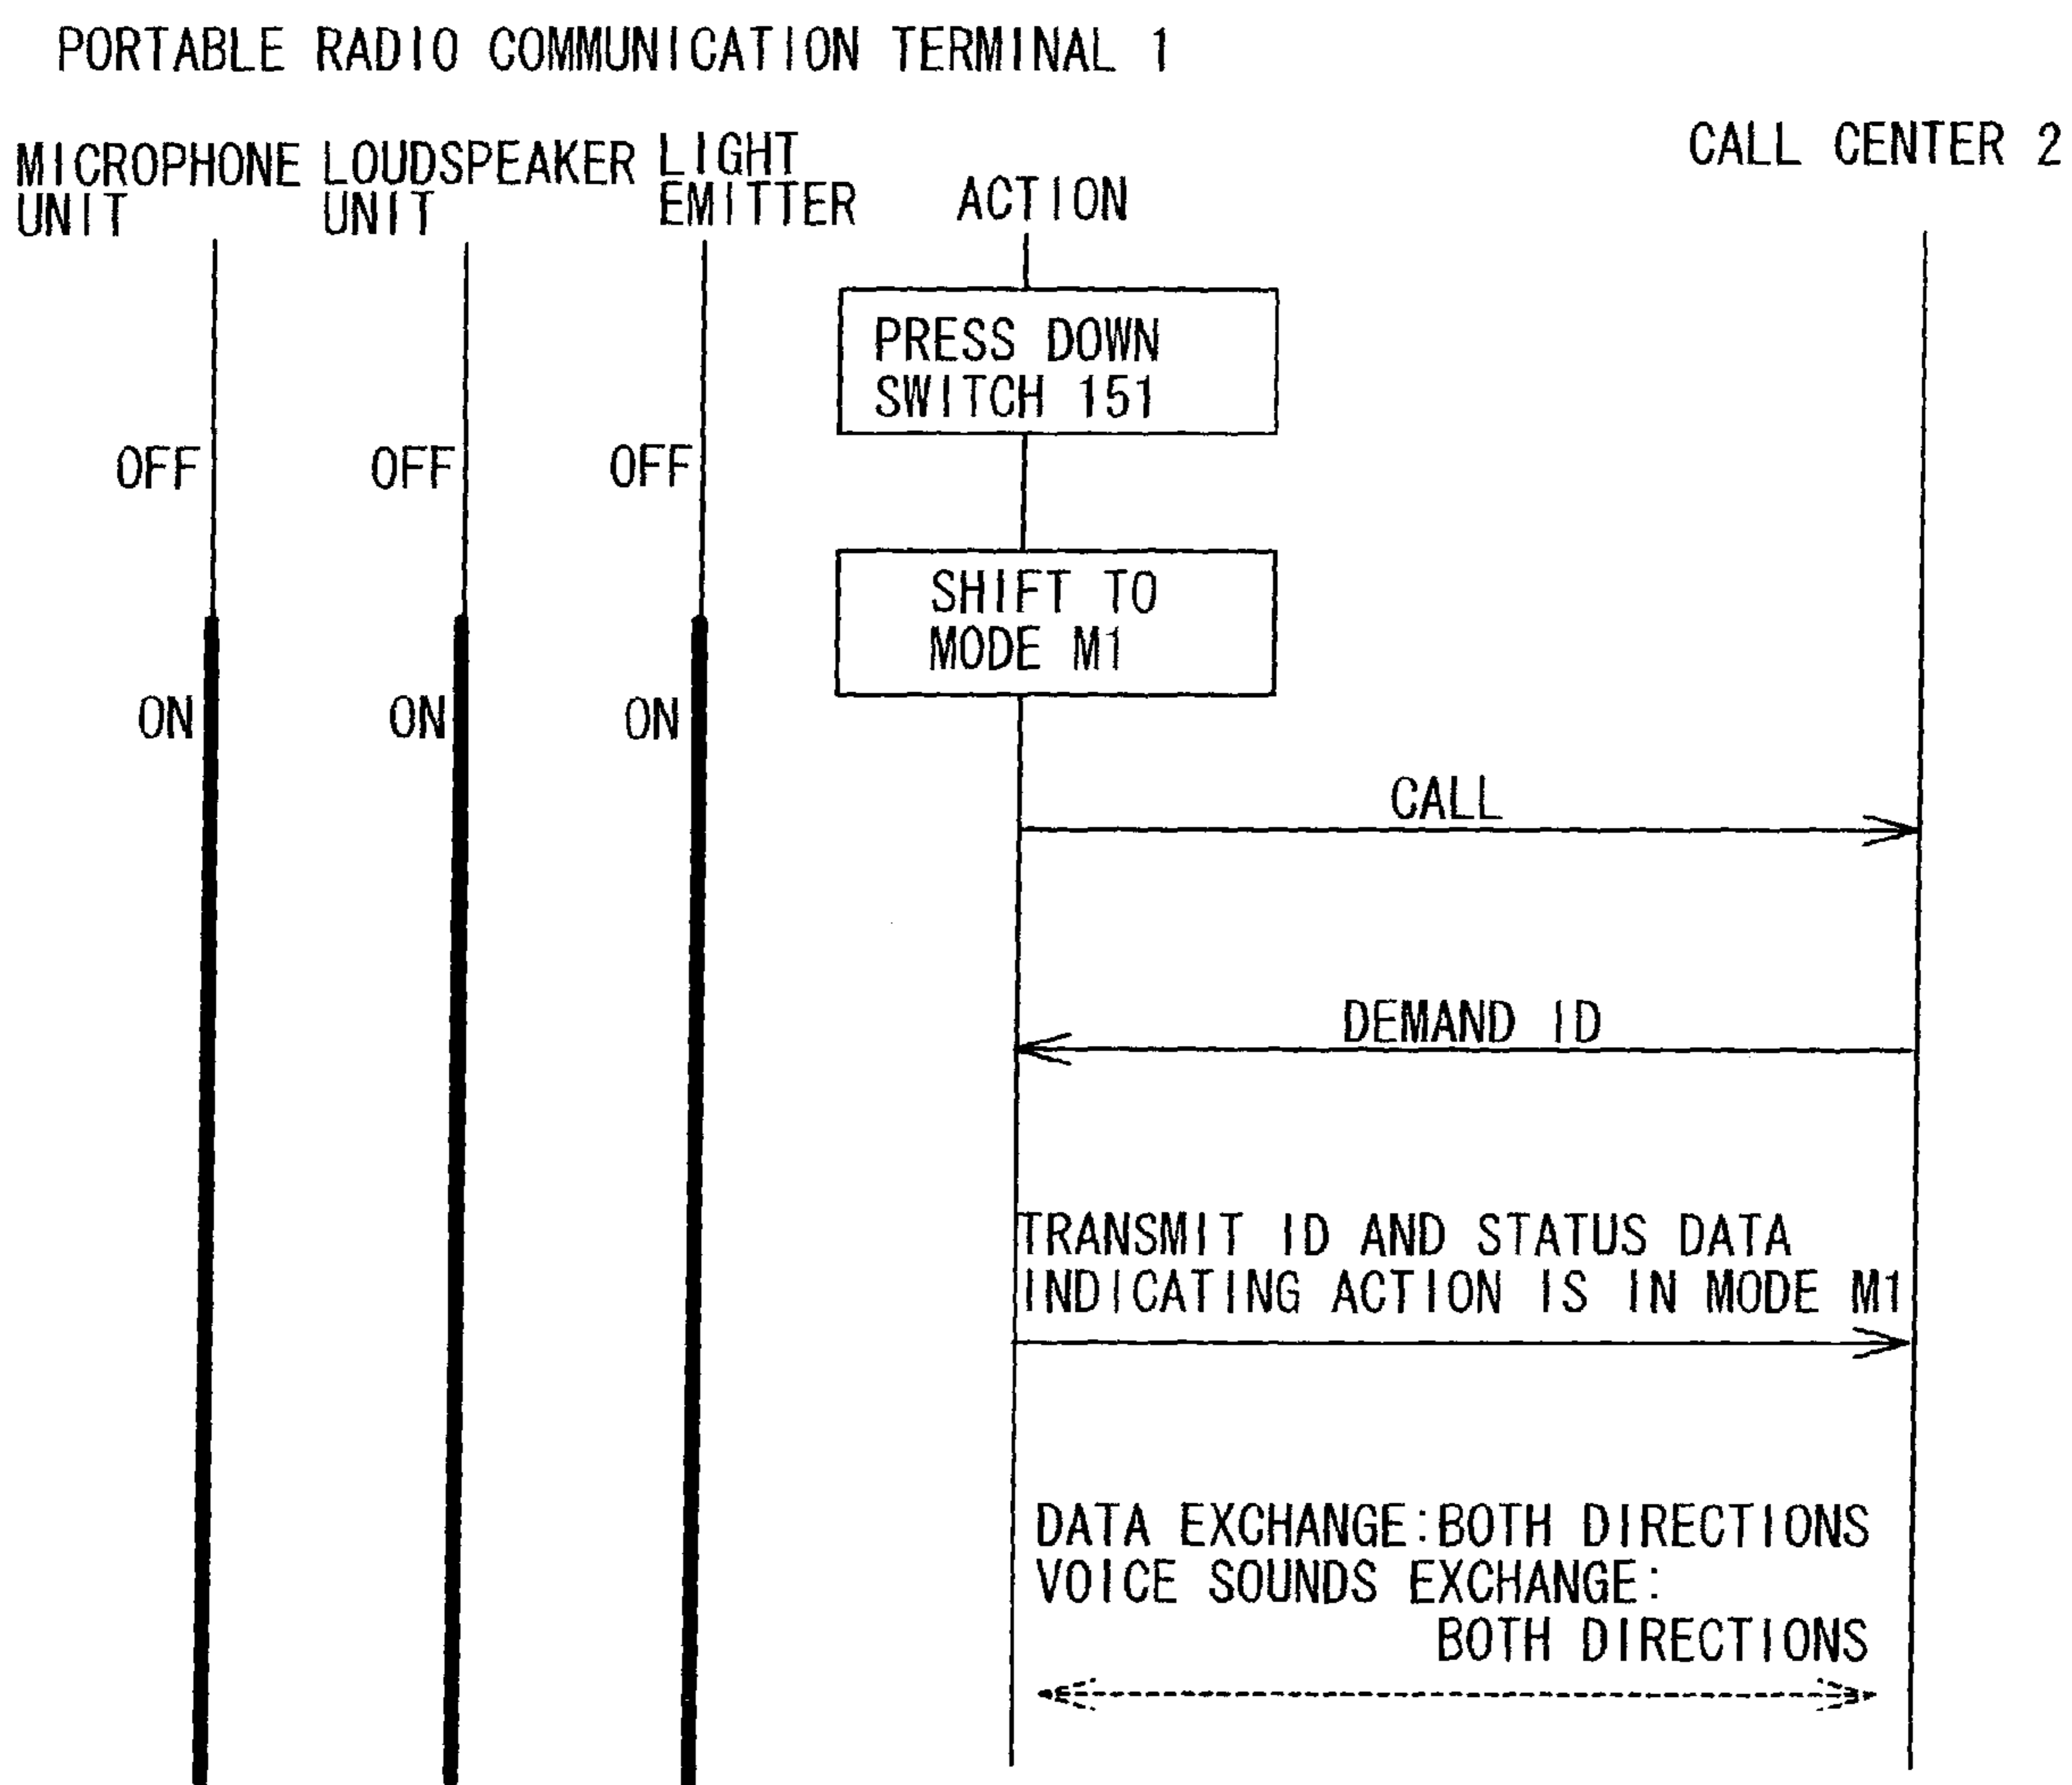 PORTABLE RADIO COMMUNICATION TERMINAL 1
CALL CENTER 2
MICROPHONE
UNIT
LOUDSPEAKER
UNIT
LIGHT
EMITTER
ACTION
PRESS DOWN
SWITCH 151
OFF
OFF
OFF
SHIFT TO
MODE M1
ON
ON
ON
CALL
DEMAND ID
TRANSMIT ID AND STATUS DATA
INDICATING ACTION IS IN MODE M1
DATA EXCHANGE:BOTH DIRECTIONS
VOICE SOUNDS EXCHANGE:
BOTH DIRECTIONS